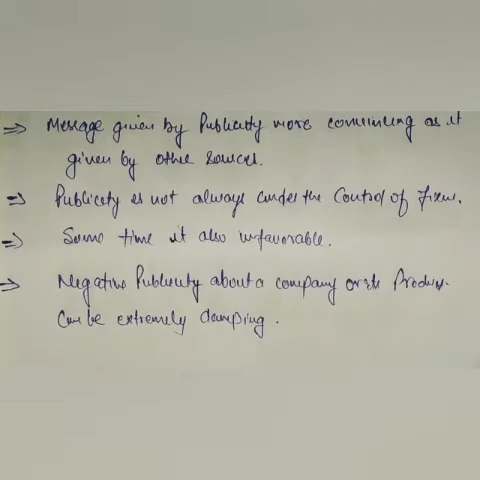 ⇒ Message given by Publicity more convincing as it
given by other sources.
⇒ Publicity is not always under the Control of firm.
⇒ Some time it also unfavorable.
⇒ Negative Publicity about a company or its Product
Can be extremely damping.